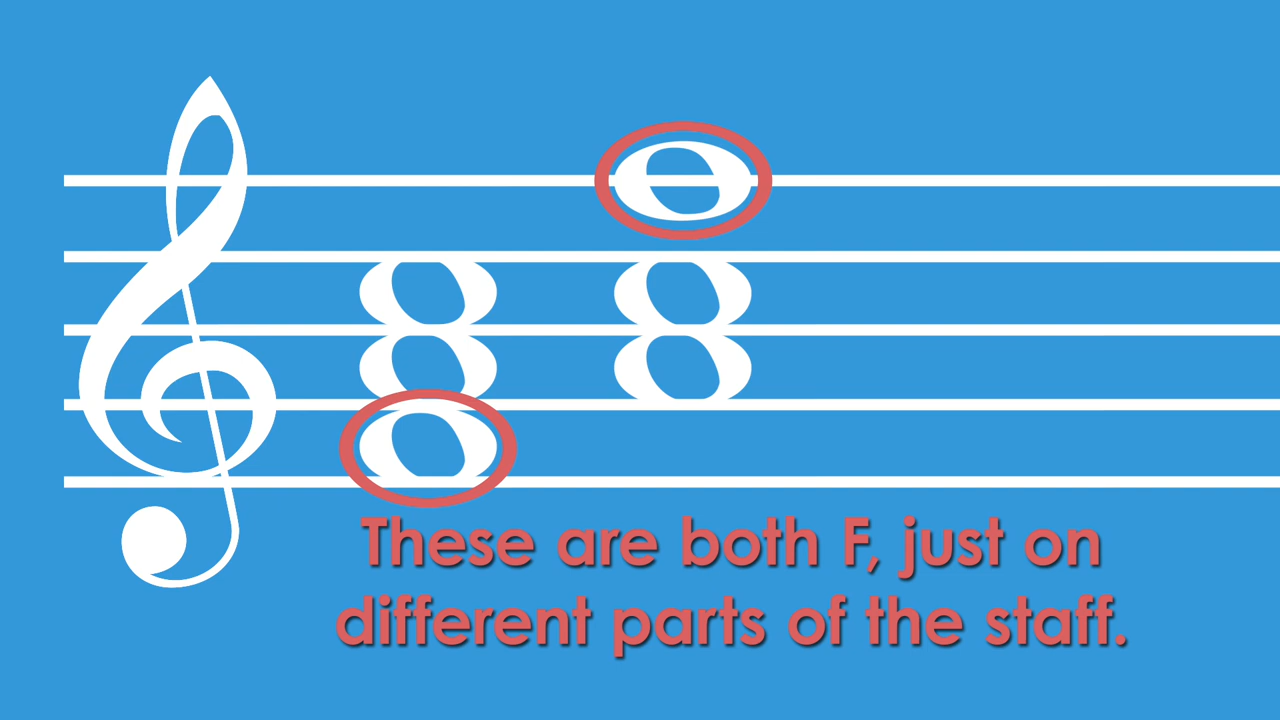 These are both F, just on
different parts of the staff.